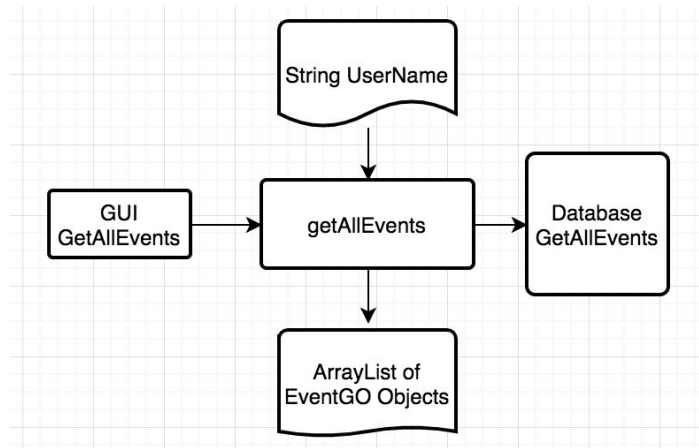 String UserName
GUI
GetAllEvents
getAllEvents
Database
GetAllEvents
ArrayList of
EventGO Objects